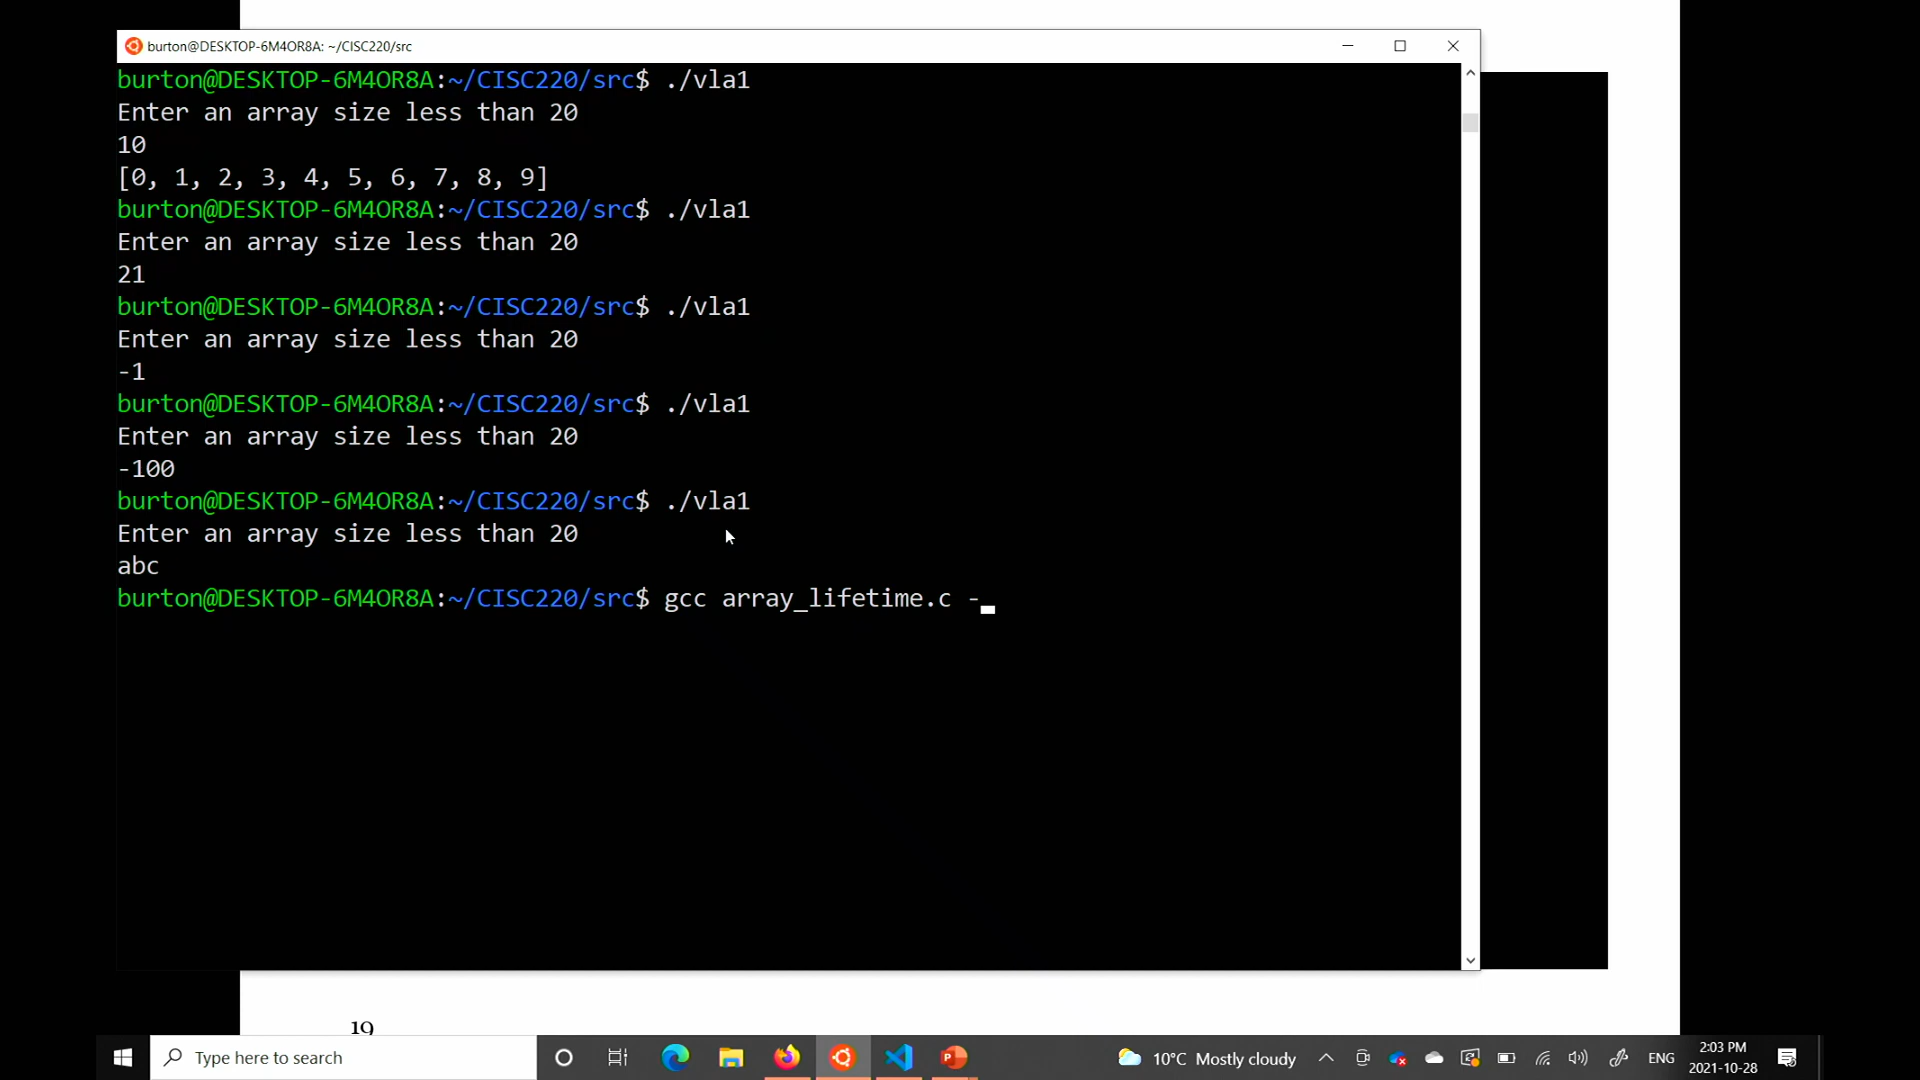 burton@DESKTOP-6M4OR8A: ~/CISC220/src
burton@DESKTOP-6M4OR8A:~/CISC220/src$ ./vla1
Enter an array size less than 20
10
[0, 1, 2, 3, 4, 5, 6, 7, 8, 9]
burton@DESKTOP-6M4OR8A:~/CISC220/src$ ./vla1
Enter an array size less than 20
21
burton@DESKTOP-6M4OR8A:~/CISC220/src$ ./vla1
Enter an array size less than 20
-1
burton@DESKTOP-6M4OR8A:~/CISC220/src$ ./vla1
Enter an array size less than 20
-100
burton@DESKTOP-6M4OR8A:~/CISC220/src$ ./vla1
Enter an array size less than 20
abc
burton@DESKTOP-6M4OR8A:~/CISC220/src$ gcc array_lifetime.c -
19
Type here to search
10°C Mostly cloudy
ENG
2:03 PM
2021-10-28